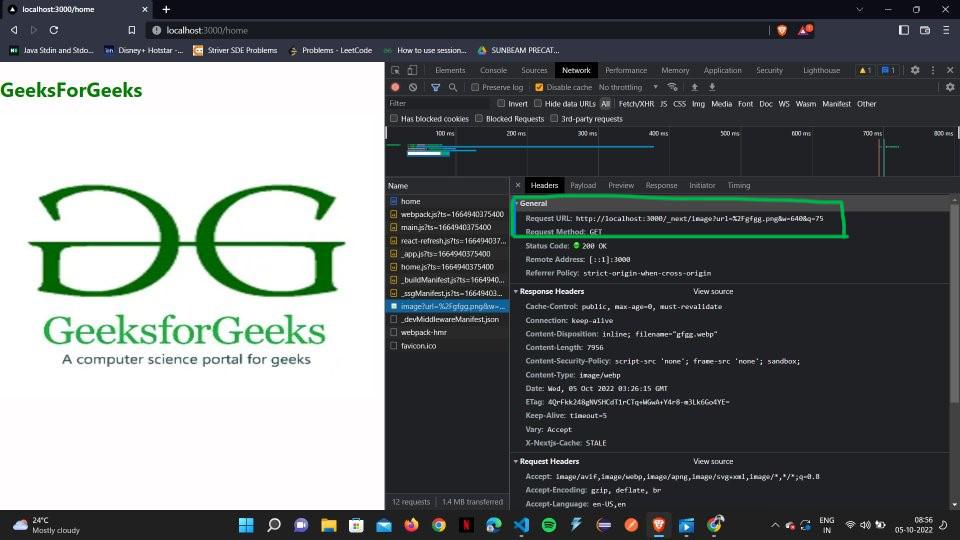 localhost:3000/home
localhost:3000/home
Java Stdin and Stdo...
Disney+ Hotstar -...
Striver SDE Problems
Problems - LeetCode
How to use session...
SUNBEAM PRECAT...
GeeksForGeeks
GeeksforGeeks
A computer science portal for geeks
Elements Console Sources Network Performance Memory Application Security Lighthouse 1 1
Preserve log Disable cache No throttling
Filter Invert Hide data URLs All Fetch/XHR JS CSS Img Media Font Doc WS Wasm Manifest Other
Has blocked cookies Blocked Requests 3rd-party requests
100 ms 200 ms 300 ms 400 ms 500 ms 600 ms 700 ms 800 ms
Name
home
webpack.js?ts=1664940375400
main.js?ts=1664940375400
react-refresh.js?ts=16649403​7...
_app.js?ts=1664940375400
home.js?ts=1664940375400
_buildManifest.js?ts=1664940...
_ssgManifest.js?ts=16649403...
image?url=%2Fgfgg.png&w=...
_devMiddlewareManifest.json
webpack-hmr
favicon.ico
12 requests 1.4 MB transferred
Headers Payload Preview Response Initiator Timing
General
Request URL: http://localhost:3000/_next/image?url=%2Fgfgg.png&w=640&q=75
Request Method: GET
Status Code: 200 OK
Remote Address: [::1]:3000
Referrer Policy: strict-origin-when-cross-origin
Response Headers View source
Cache-Control: public, max-age=0, must-revalidate
Connection: keep-alive
Content-Disposition: inline; filename="gfgg.webp"
Content-Length: 7956
Content-Security-Policy: script-src 'none'; frame-src 'none'; sandbox;
Content-Type: image/webp
Date: Wed, 05 Oct 2022 03:26:15 GMT
ETag: 4QrFkk248gNVSHCdT1rCTq+WGwA+Y4r8-m3Lk6Go4YE=
Keep-Alive: timeout=5
Vary: Accept
X-Nextjs-Cache: STALE
Request Headers View source
Accept: image/avif,image/webp,image/apng,image/svg+xml,image/*,*/*;q=0.8
Accept-Encoding: gzip, deflate, br
Accept-Language: en-US,en
24°C
Mostly cloudy
ENG
IN
08:56
05-10-2022